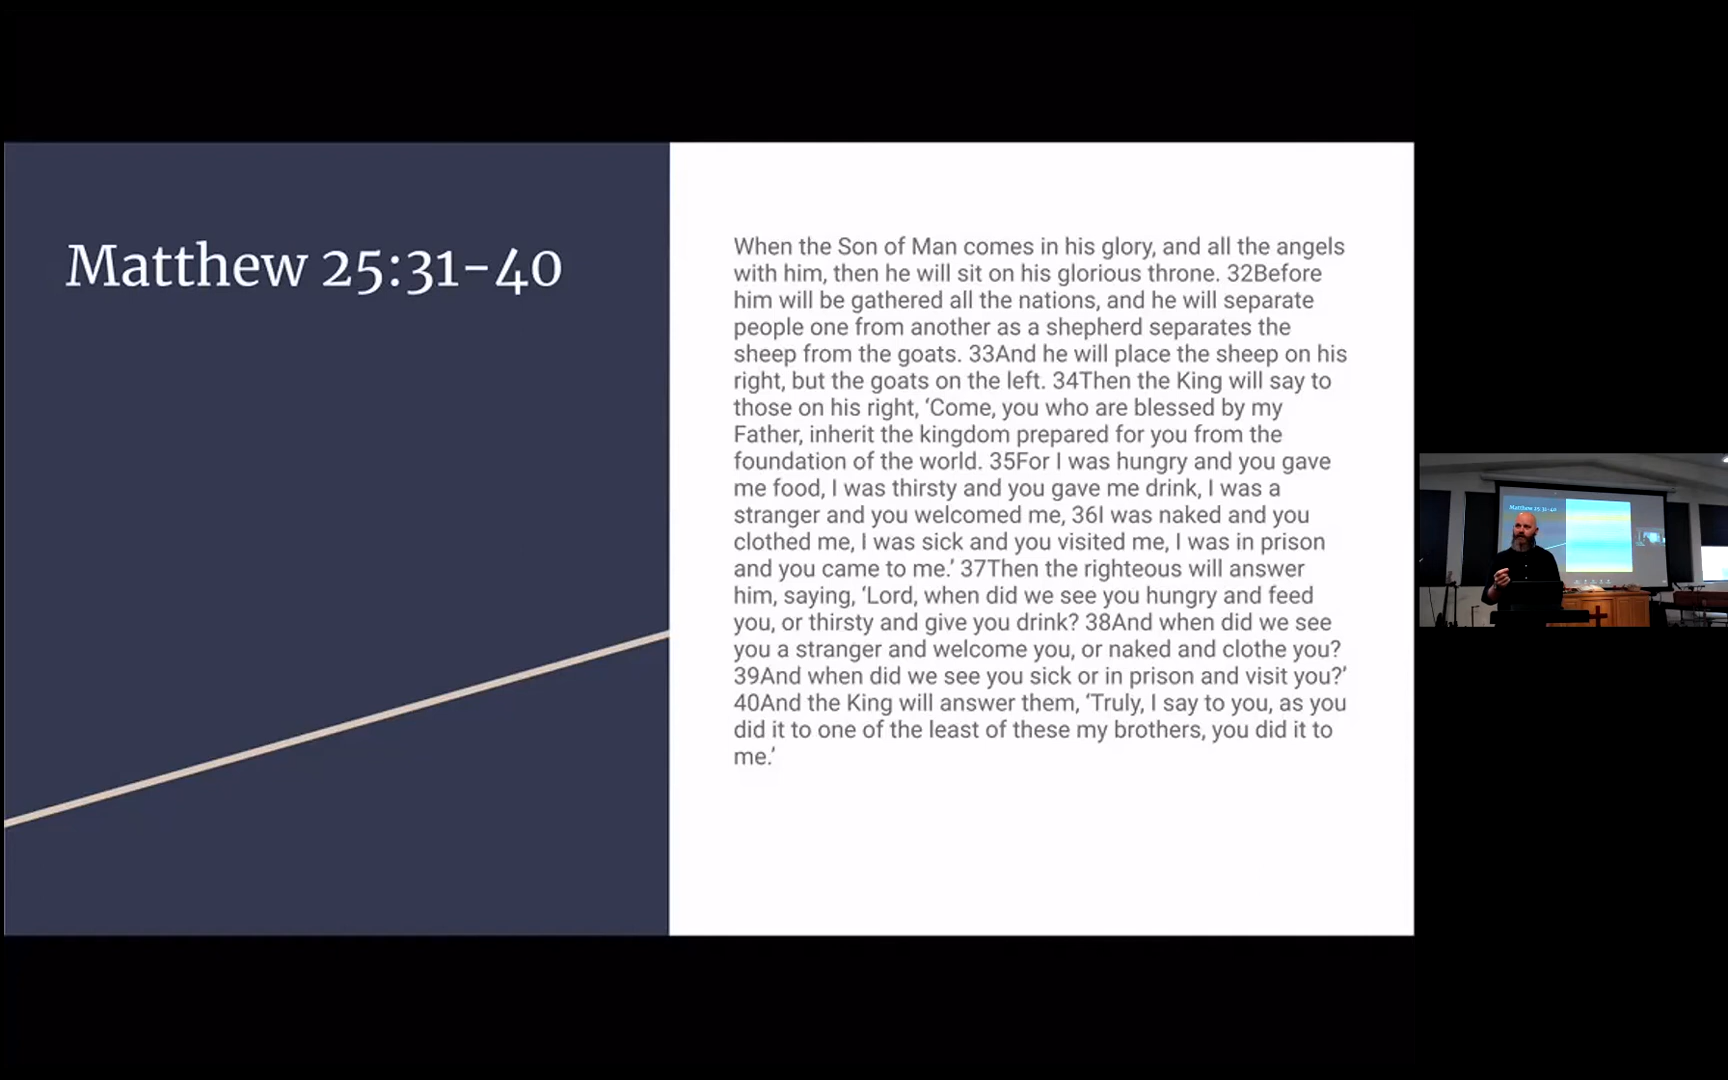 Matthew 25:31-40
When the Son of Man comes in his glory, and all the angels
with him, then he will sit on his glorious throne. 32Before
him will be gathered all the nations, and he will separate
people one from another as a shepherd separates the
sheep from the goats. 33And he will place the sheep on his
right, but the goats on the left. 34Then the King will say to
those on his right, ‘Come, you who are blessed by my
Father, inherit the kingdom prepared for you from the
foundation of the world. 35For I was hungry and you gave
me food, I was thirsty and you gave me drink, I was a
stranger and you welcomed me, 36I was naked and you
clothed me, I was sick and you visited me, I was in prison
and you came to me.’ 37Then the righteous will answer
him, saying, ‘Lord, when did we see you hungry and feed
you, or thirsty and give you drink? 38And when did we see
you a stranger and welcome you, or naked and clothe you?
39And when did we see you sick or in prison and visit you?’
40And the King will answer them, ‘Truly, I say to you, as you
did it to one of the least of these my brothers, you did it to
me.’
Matthew 25:31-40